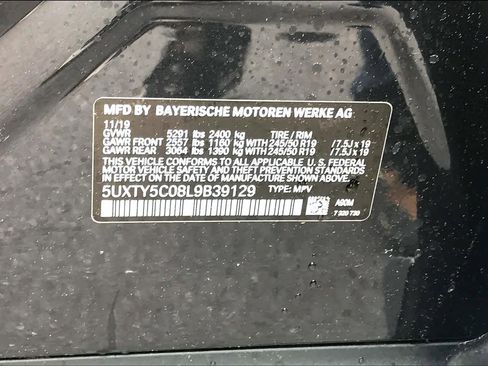 MFD BY BAYERISCHE MOTOREN WERKE AG
11/19
GVWR 5291 lbs 2400 kg TIRE / RIM
GAWR FRONT 2557 lbs 1160 kg WITH 245/50 R19 /7.5J x 19
GAWR REAR 3064 lbs 1390 kg WITH 245/50 R19 /7.5J x 19
THIS VEHICLE CONFORMS TO ALL APPLICABLE U. S. FEDERAL
MOTOR VEHICLE SAFETY AND THEFT PREVENTION STANDARDS
IN EFFECT ON THE DATE OF MANUFACTURE SHOWN ABOVE.
5UXTY5C08L9B39129 TYPE: MPV
7 320 730